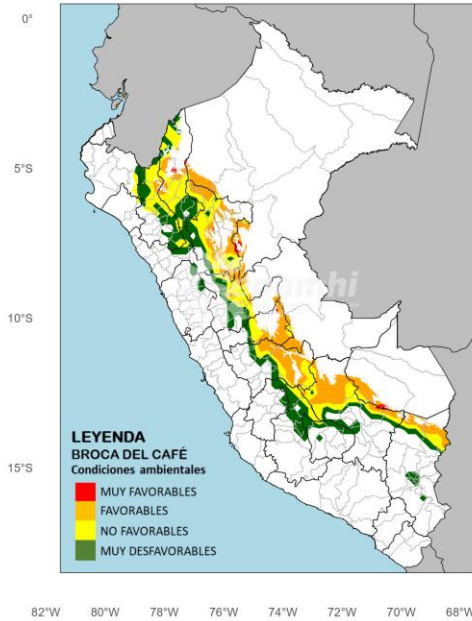 0°
5°S
10°S
15°S
senamhi
LEYENDA
BROCA DEL CAFÉ
Condiciones ambientales
MUY FAVORABLES
FAVORABLES
NO FAVORABLES
MUY DESFAVORABLES
82°W 80°W 78°W 76°W 74°W 72°W 70°W 68°W